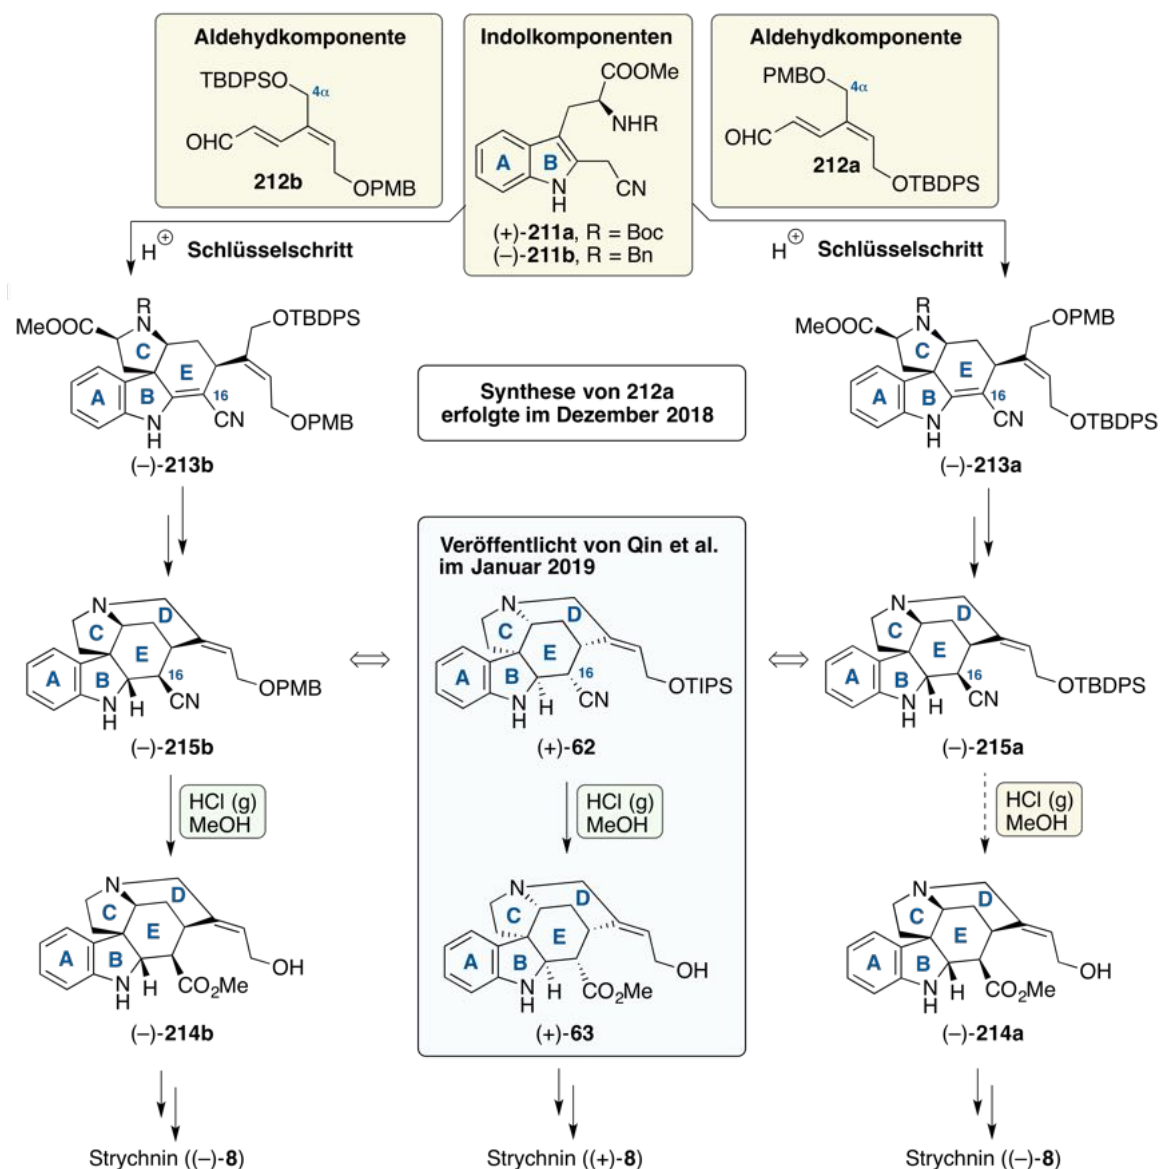 Aldehydkomponente
TBDPSO
4α
OHC
212b
OPMB
Indolkomponenten
COOMe
NHR
A
B
N
H
CN
(+)-211a, R = Boc
(–)-211b, R = Bn
Aldehydkomponente
PMBO
4α
OHC
212a
OTBDPS
H⊕ Schlüsselschritt
H⊕ Schlüsselschritt
R
MeOOC
N
OTBDPS
C
E
A
B
16
N
H
CN
OPMB
(–)-213b
Synthese von 212a
erfolgte im Dezember 2018
R
MeOOC
N
OPMB
C
E
A
B
16
N
H
CN
OTBDPS
(–)-213a
N
D
C
E
A
B
16
OPMB
NH
H
CN
(–)-215b
⇔
Veröffentlicht von Qin et al.
im Januar 2019
N
D
C
E
A
B
16
OTIPS
NH
H
CN
(+)-62
⇔
N
D
C
E
A
B
16
OTBDPS
NH
H
CN
(–)-215a
HCl (g)
MeOH
HCl (g)
MeOH
HCl (g)
MeOH
N
D
C
E
A
B
OH
N
H
H
CO₂Me
(–)-214b
N
D
C
E
A
B
OH
N
H
H
CO₂Me
(+)-63
N
D
C
E
A
B
OH
N
H
H
CO₂Me
(–)-214a
Strychnin ((–)-8)
Strychnin ((+)-8)
Strychnin ((–)-8)